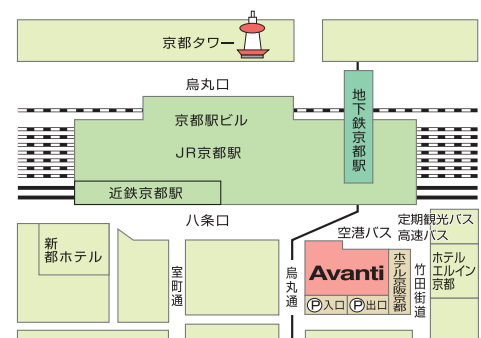 京都タワー
烏丸口
地下鉄京都駅
京都駅ビル
JR京都駅
近鉄京都駅
八条口
定期観光バス
高速バス
空港バス
新
都ホテル
室町通
烏丸通
Avanti
P入口
P出口
ホテル京阪京都
竹田街道
ホテル
エルイン
京都